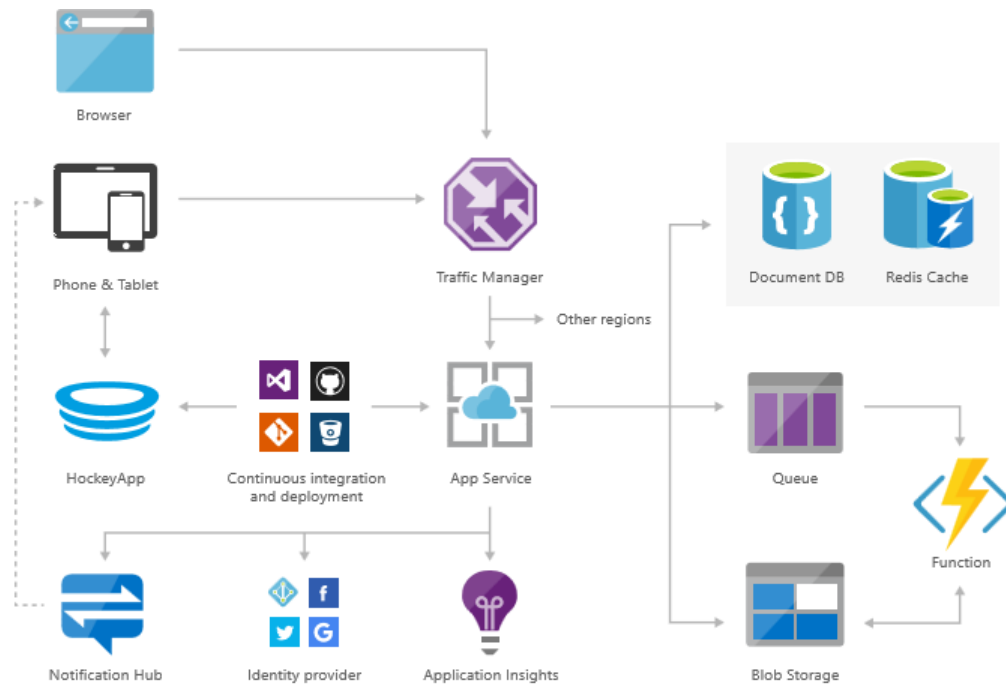 Browser
Phone & Tablet
Traffic Manager
Document DB
Redis Cache
Other regions
HockeyApp
Continuous integration
and deployment
App Service
Queue
Function
Notification Hub
f
G
Identity provider
Application Insights
Blob Storage